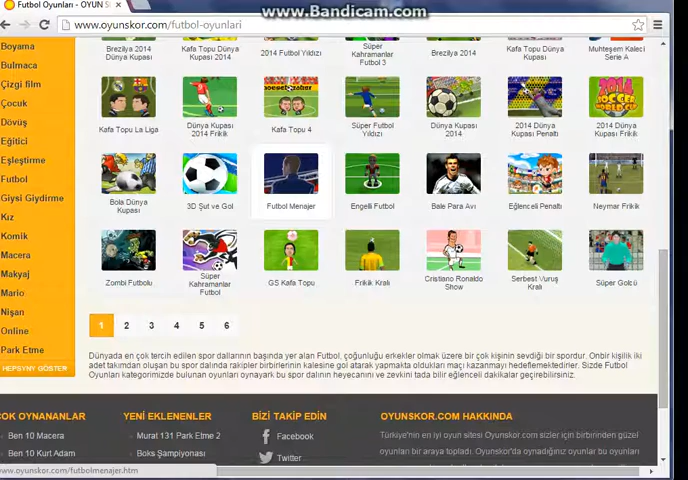 www.Bandicam.com
Futbol Oyunları - OYUN S
www.oyunskor.com/futbol-oyunlari
Boyama
Bulmaca
Çizgi film
Çocuk
Dövüş
Eğitici
Eşleştirme
Futbol
Giysi Giydirme
Kız
Komik
Macera
Makyaj
Mario
Nişan
Online
Park Etme
HEPSYNY GÖSTER
Brezilya 2014
Dünya Kupası
Kafa Topu Dünya
Kupası
2014 Futbol Yıldızı
Süper
Kahramanlar
Futbol 3
Brezilya 2014
Kafa Topu Dünya
Kupası
Muhteşem Kaleci
Serie A
Kafa Topu La Liga
Dünya Kupası
2014 Frikik
Kafa Topu 4
Süper Futbol
Yıldızı
Dünya Kupası
2014
2014 Dünya
Kupası Penaltı
2014 Dünya
Kupası Frikik
Bola Dünya
Kupası
3D Şut ve Gol
Futbol Menajer
Engelli Futbol
Bale Para Avı
Eğlenceli Penaltı
Neymar Frikik
Zombi Futbolu
Süper
Kahramanlar
Futbol
GS Kafa Topu
Frikik Kralı
Cristiano Ronaldo
Show
Serbest Vuruş
Kralı
Süper Golcü
1 2 3 4 5 6
Dünyada en çok tercih edilen spor dallarının başında yer alan Futbol, çoğunluğu erkekler olmak üzere bir çok kişinin sevdiği bir spordur. Onbir kişilik iki
adet takımdan oluşan bu spor dalında rakipler birbirlerinin kalesine gol atarak yapmakta oldukları maçı kazanmayı hedeflemektedirler. Sizde Futbol
Oyunları kategorimizde bulunan oyunları oynayark bu spor dalının heyecanını ve zevkini tada bilir eğlenceli dakikalar geçirebilirsiniz.
ÇOK OYNANANLAR
Ben 10 Macera
Ben 10 Kurt Adam
YENİ EKLENENLER
Murat 131 Park Etme 2
Boks Şampiyonası
BİZİ TAKİP EDİN
Facebook
Twitter
OYUNSKOR.COM HAKKINDA
Türkiye'nin en iyi oyun sitesi Oyunskor.com sizler için birbirinden güzel
oyunları bir araya topladı. Oyunskor'da oynadığınız oyunlar bu oyunları
www.oyunskor.com/futbolmenajer.htm